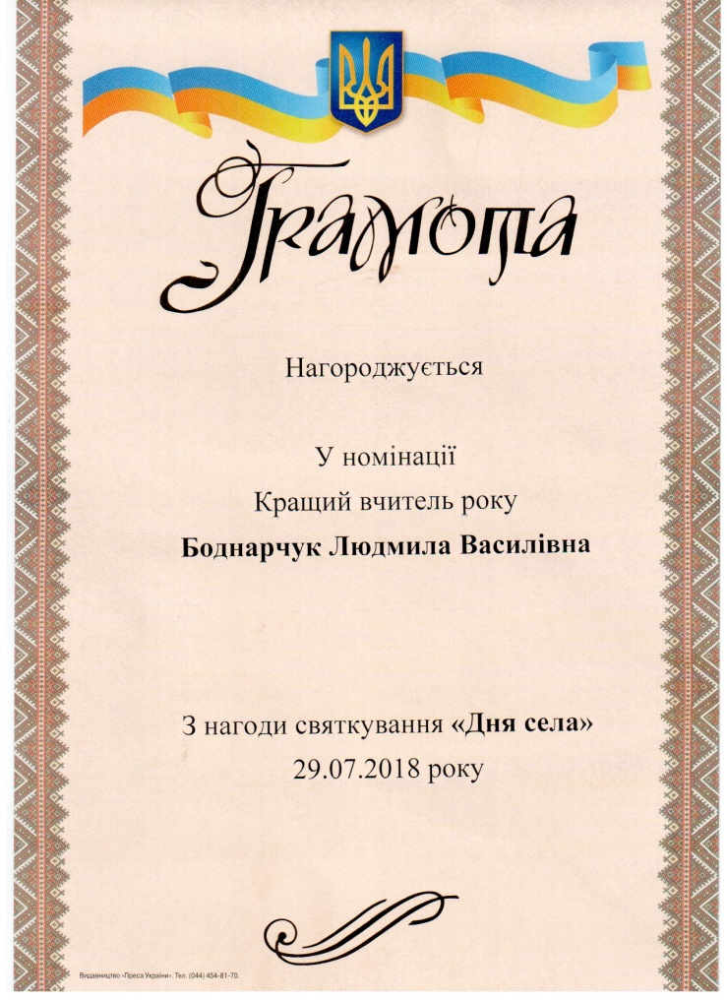 Грамота
Нагороджується
У номінації
Кращий вчитель року
Боднарчук Людмила Василівна
З нагоди святкування «Дня села»
29.07.2018 року
Видавництво «Преса України». Тел. (044) 454-81-70.